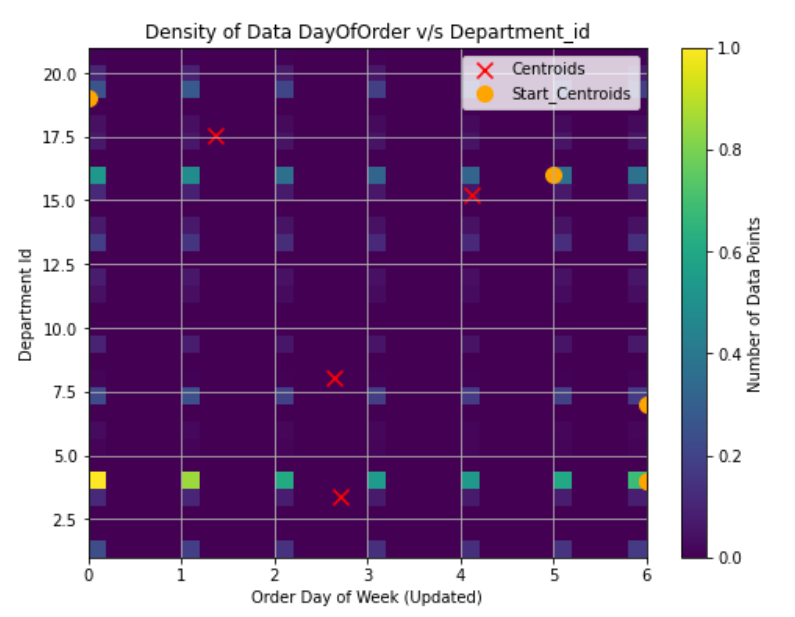 Density of Data DayOfOrder v/s Department_id
Centroids
Start_Centroids
20.0
17.5
15.0
12.5
10.0
7.5
5.0
2.5
Department Id
0 1 2 3 4 5 6
Order Day of Week (Updated)
1.0
0.8
0.6
0.4
0.2
0.0
Number of Data Points